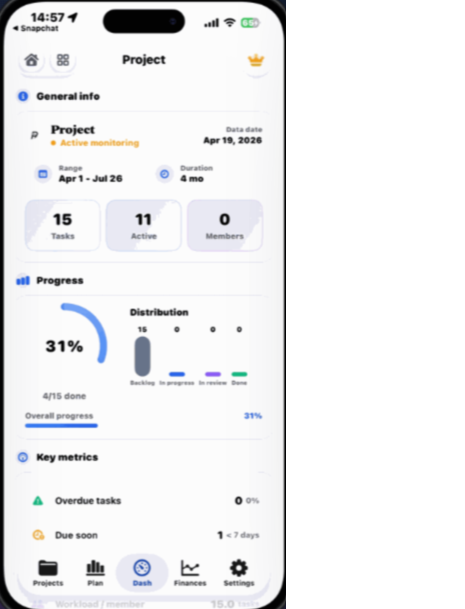 14:57
Snapchat
65
Project
General info
Project
Active monitoring
Data date
Apr 19, 2026
Range
Apr 1 - Jul 26
Duration
4 mo
15
Tasks
11
Active
0
Members
Progress
31%
4/15 done
Distribution
15 0 0 0
Backlog In progress In review Done
Overall progress 31%
Key metrics
Overdue tasks 0 0%
Due soon 1 < 7 days
Projects Plan Dash Finances Settings
Workload / member 15.0 tasks